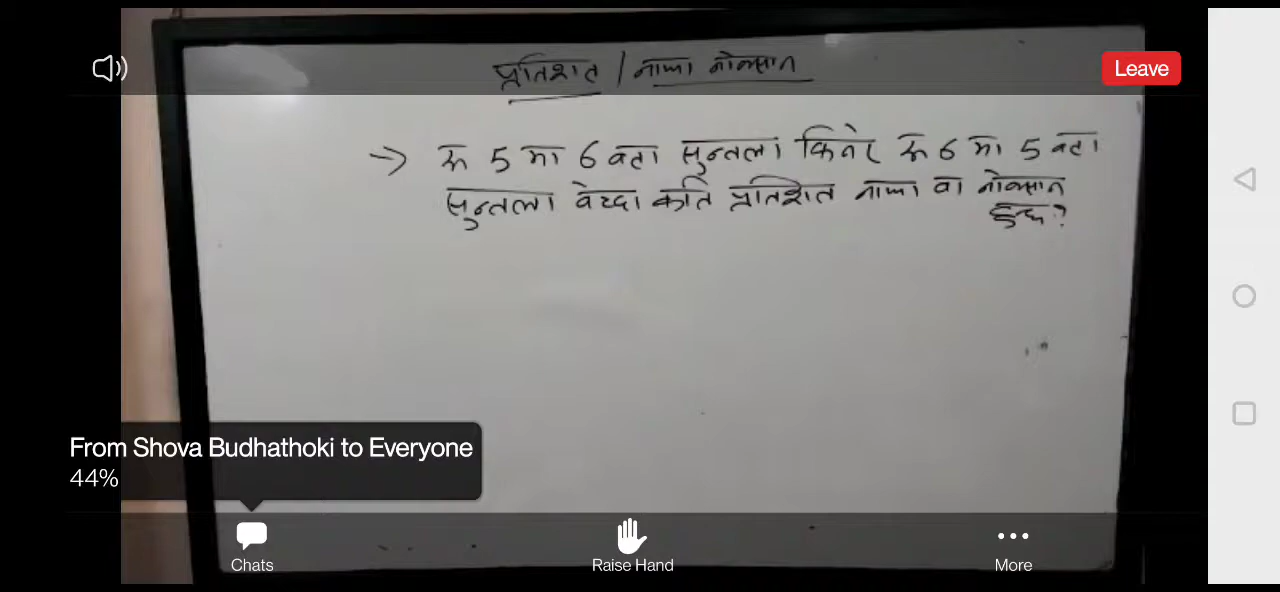 प्रतिशत / नाफा नोक्सान
Leave
→ रू 5 मा 6 वटा सुन्तला किनेर रू 6 मा 5 वटा
सुन्तला बेच्दा कति प्रतिशत नाफा वा नोक्सान
हुन्छ?
From Shova Budhathoki to Everyone
44%
Chats
Raise Hand
More